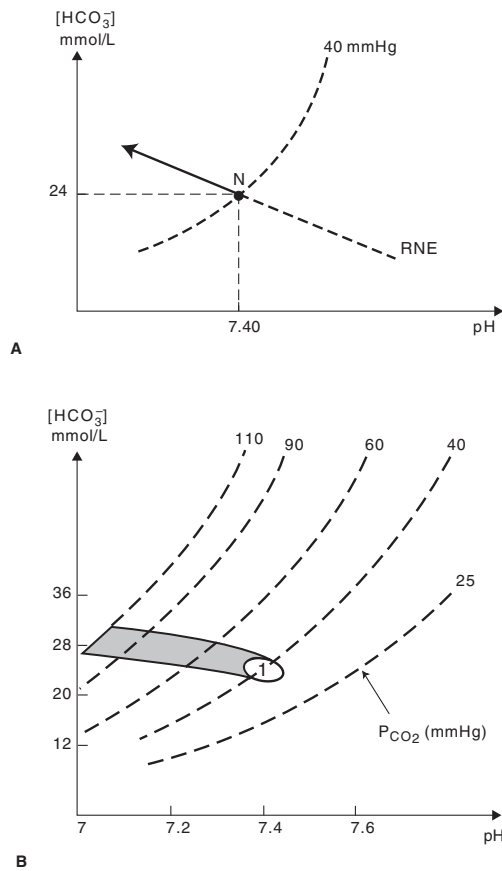 [HCO₃⁻]
mmol/L
40 mmHg
N
24
RNE
7.40
pH
A
[HCO₃⁻]
mmol/L
110
90
60
40
25
36
28
1
20
P_CO₂ (mmHg)
12
7
7.2
7.4
7.6
pH
B